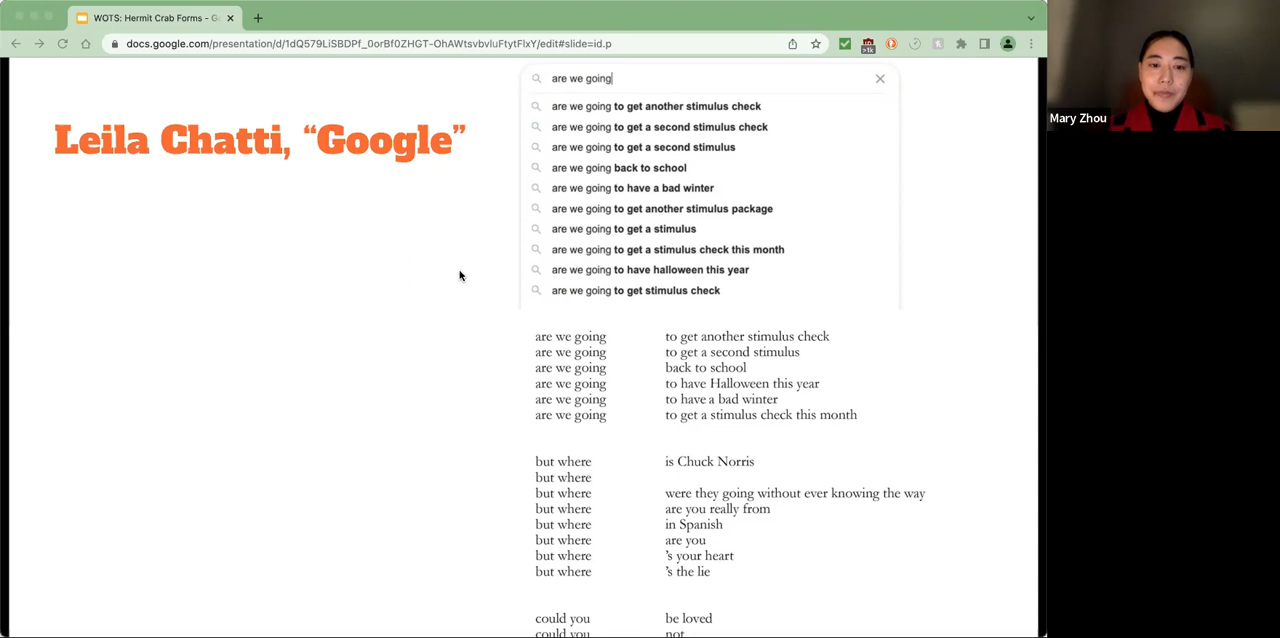 WOTS: Hermit Crab Forms - Go
docs.google.com/presentation/d/1dQ579LiSBDPf_0orBf0ZHGT-OhAWtsvbvluFtytFlxY/edit#slide=id.p
>1k
Leila Chatti, “Google”
are we going
are we going to get another stimulus check
are we going to get a second stimulus check
are we going to get a second stimulus
are we going back to school
are we going to have a bad winter
are we going to get another stimulus package
are we going to get a stimulus
are we going to get a stimulus check this month
are we going to have halloween this year
are we going to get stimulus check
are we going to get another stimulus check
are we going to get a second stimulus
are we going back to school
are we going to have Halloween this year
are we going to have a bad winter
are we going to get a stimulus check this month
but where is Chuck Norris
but where
but where were they going without ever knowing the way
but where are you really from
but where in Spanish
but where are you
but where ’s your heart
but where ’s the lie
could you be loved
could you not
Mary Zhou